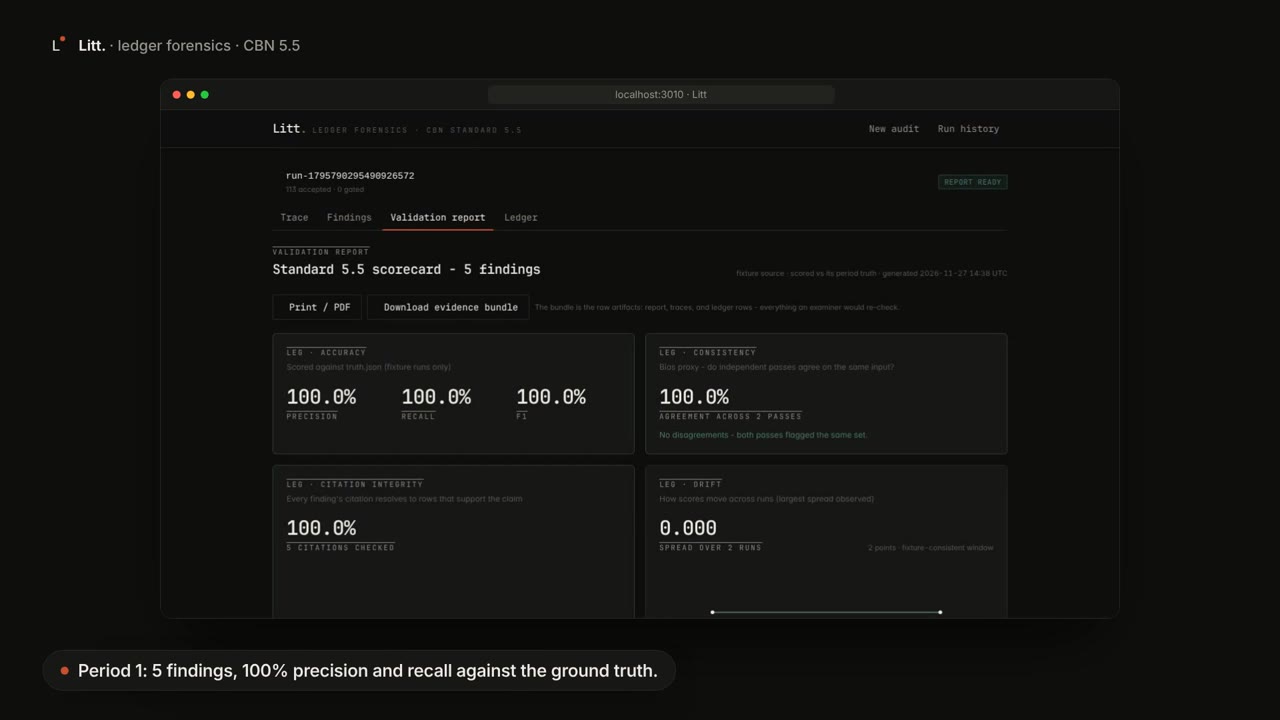 L Litt. · ledger forensics · CBN 5.5
localhost:3010 · Litt
Litt. LEDGER FORENSICS · CBN STANDARD 5.5
New audit Run history
run-1795790295490926572
113 accepted · 0 gated
REPORT READY
Trace Findings Validation report Ledger
VALIDATION REPORT
Standard 5.5 scorecard - 5 findings
fixture source · scored vs its period truth · generated 2026-11-27 14:38 UTC
Print / PDF Download evidence bundle The bundle is the raw artifacts: report, traces, and ledger rows - everything an examiner would re-check.
LEG · ACCURACY
Scored against truth.json (fixture runs only)
100.0% 100.0% 100.0%
PRECISION RECALL F1
LEG · CONSISTENCY
Bias proxy - do independent passes agree on the same input?
100.0%
AGREEMENT ACROSS 2 PASSES
No disagreements - both passes flagged the same set.
LEG · CITATION INTEGRITY
Every finding's citation resolves to rows that support the claim
100.0%
5 CITATIONS CHECKED
LEG · DRIFT
How scores move across runs (largest spread observed)
0.000
SPREAD OVER 2 RUNS
2 points · fixture-consistent window
Period 1: 5 findings, 100% precision and recall against the ground truth.